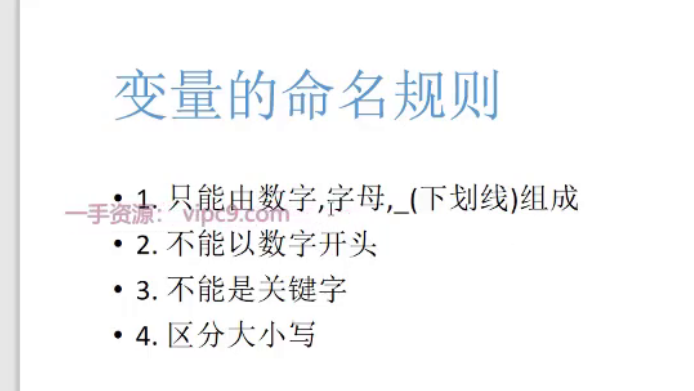 变量的命名规则
• 1. 只能由数字,字母,_(下划线)组成
一手资源： vipc9.com
• 2. 不能以数字开头
• 3. 不能是关键字
• 4. 区分大小写